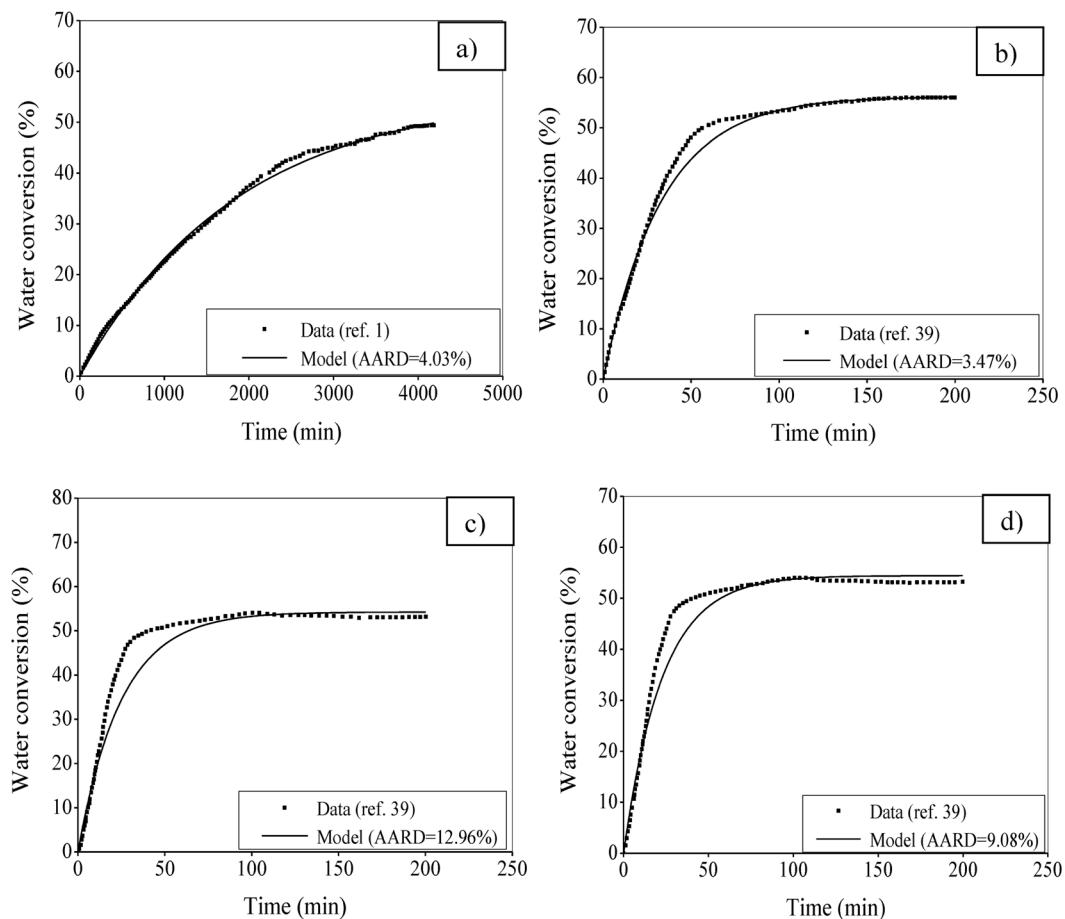 a)
70
60
50
40
30
20
10
0
Water conversion (%)
Data (ref. 1)
Model (AARD=4.03%)
0 1000 2000 3000 4000 5000
Time (min)
b)
70
60
50
40
30
20
10
0
Water conversion (%)
Data (ref. 39)
Model (AARD=3.47%)
0 50 100 150 200 250
Time (min)
c)
80
70
60
50
40
30
20
10
0
Water conversion (%)
Data (ref. 39)
Model (AARD=12.96%)
0 50 100 150 200 250
Time (min)
d)
70
60
50
40
30
20
10
0
Water conversion (%)
Data (ref. 39)
Model (AARD=9.08%)
0 50 100 150 200 250
Time (min)